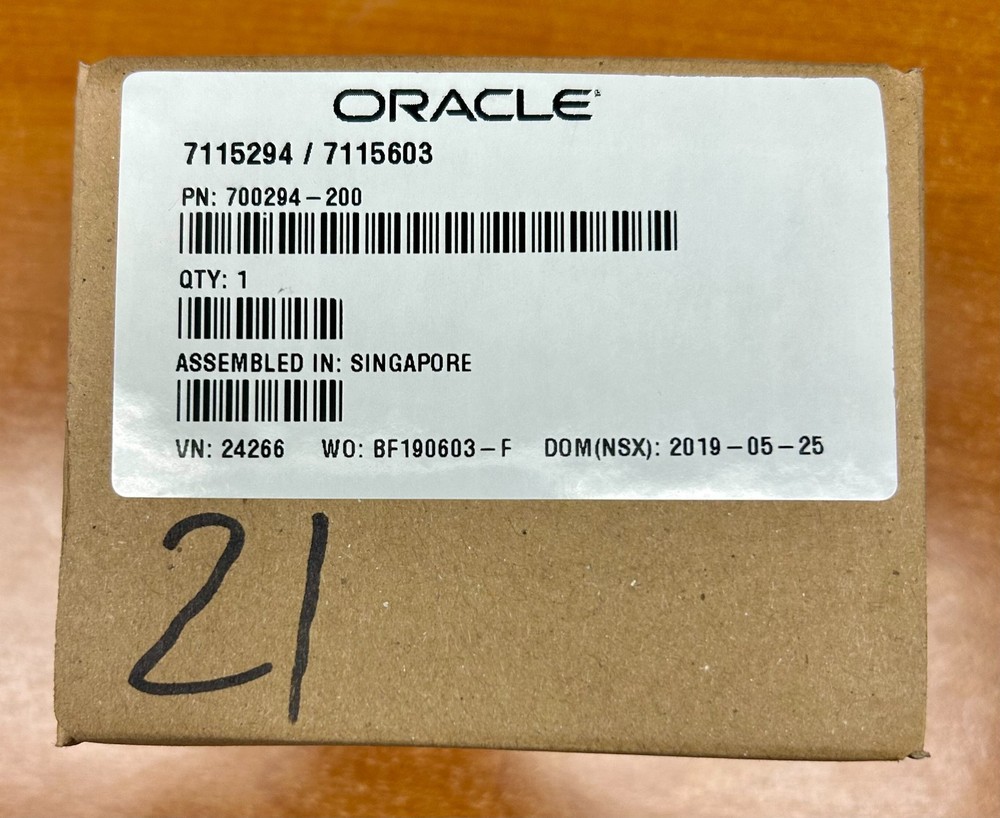 ORACLE
7115294 / 7115603
PN: 700294-200
QTY: 1
ASSEMBLED IN: SINGAPORE
VN: 24266 WO: BF190603-F DOM(NSX): 2019-05-25
21